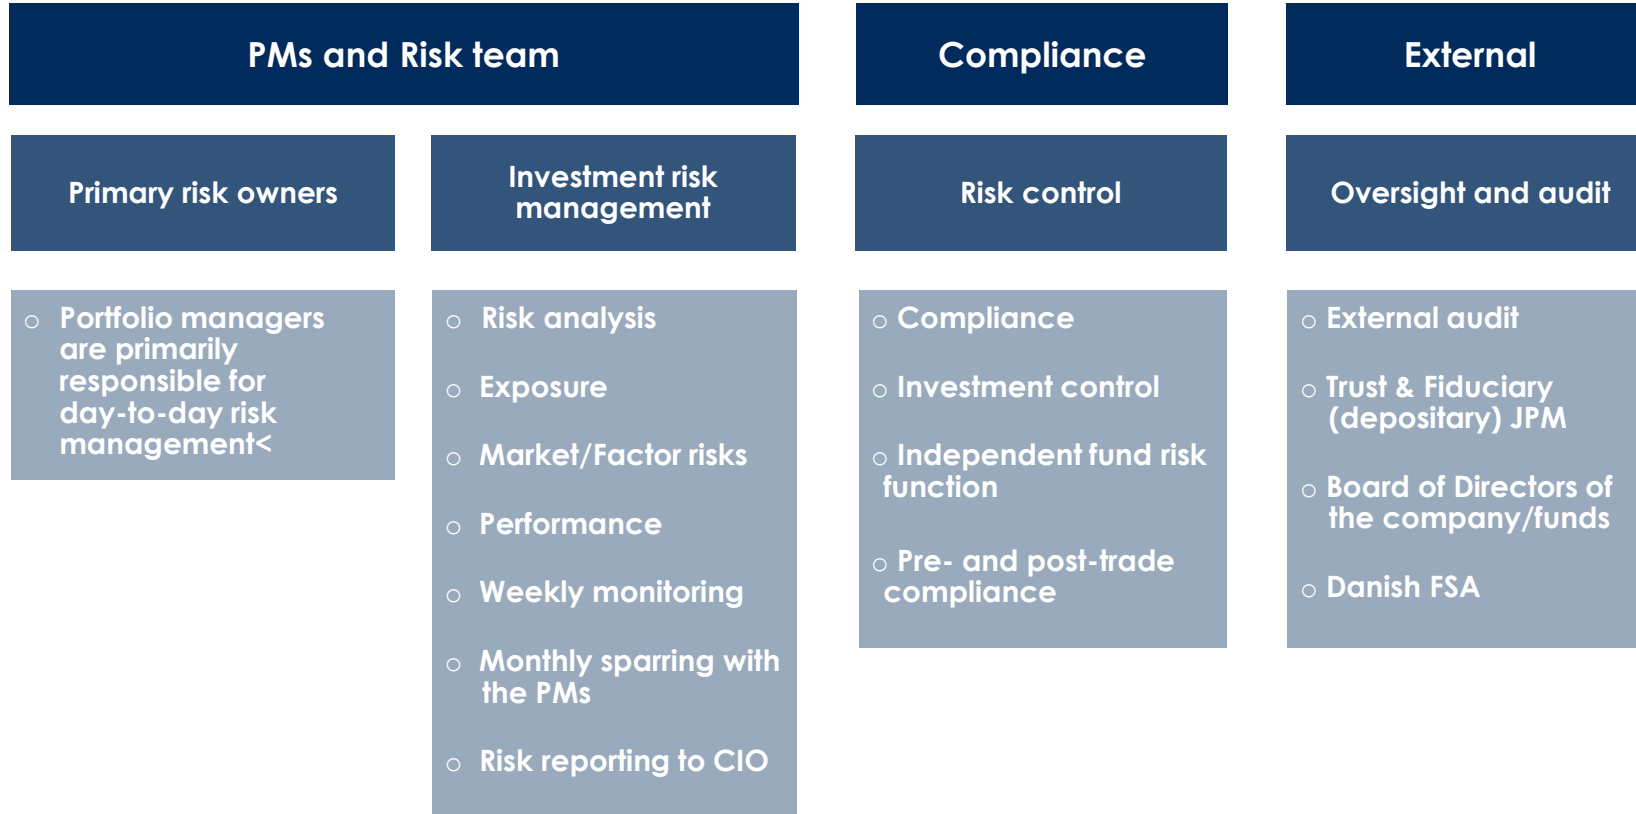 PMs and Risk team
Compliance
External
Primary risk owners
Investment risk
management
Risk control
Oversight and audit
o Portfolio managers
are primarily
responsible for
day-to-day risk
management<
o Risk analysis
o Exposure
o Market/Factor risks
o Performance
o Weekly monitoring
o Monthly sparring with
the PMs
o Risk reporting to CIO
o Compliance
o Investment control
o Independent fund risk
function
o Pre- and post-trade
compliance
o External audit
o Trust & Fiduciary
(depositary) JPM
o Board of Directors of
the company/funds
o Danish FSA